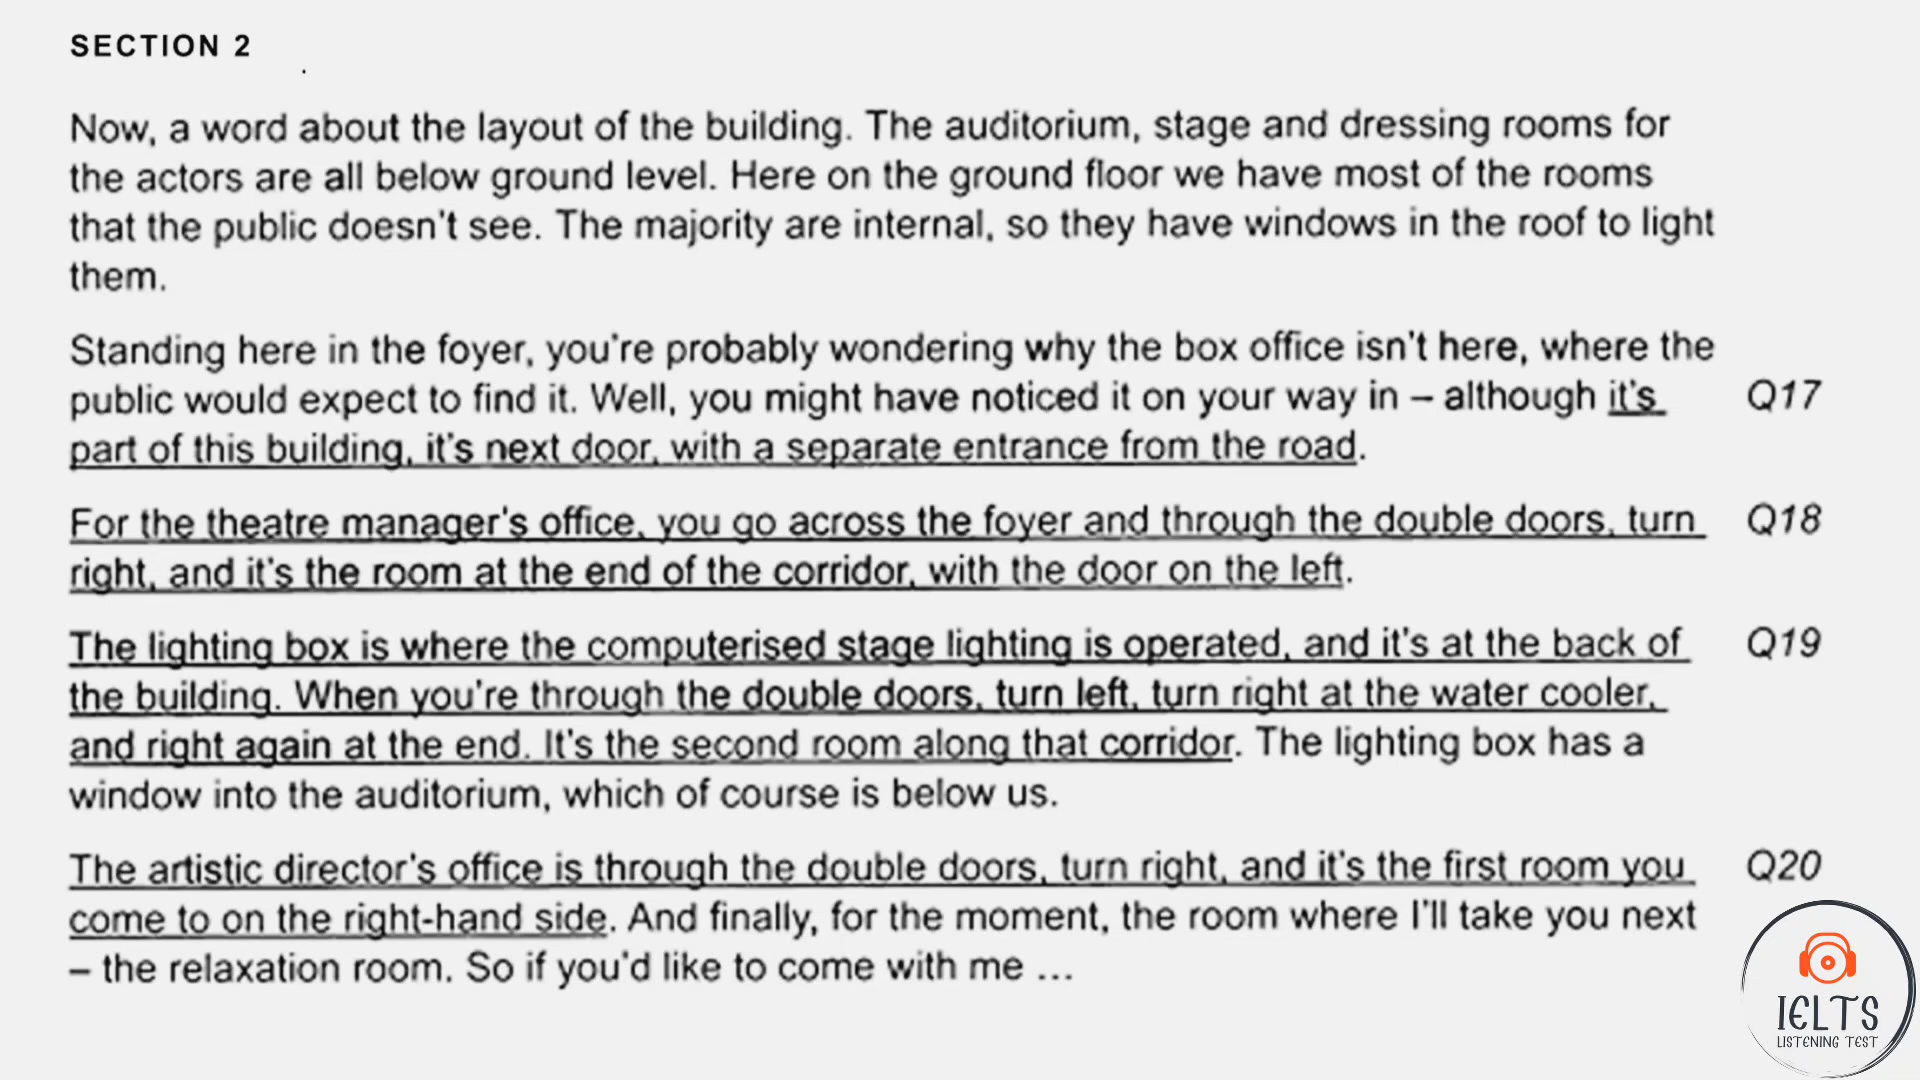 SECTION 2
Now, a word about the layout of the building. The auditorium, stage and dressing rooms for
the actors are all below ground level. Here on the ground floor we have most of the rooms
that the public doesn't see. The majority are internal, so they have windows in the roof to light
them.
Standing here in the foyer, you're probably wondering why the box office isn't here, where the
public would expect to find it. Well, you might have noticed it on your way in – although it's Q17
part of this building, it's next door, with a separate entrance from the road.
For the theatre manager's office, you go across the foyer and through the double doors, turn Q18
right, and it's the room at the end of the corridor, with the door on the left.
The lighting box is where the computerised stage lighting is operated, and it's at the back of Q19
the building. When you're through the double doors, turn left, turn right at the water cooler,
and right again at the end. It's the second room along that corridor. The lighting box has a
window into the auditorium, which of course is below us.
The artistic director's office is through the double doors, turn right, and it's the first room you Q20
come to on the right-hand side. And finally, for the moment, the room where I'll take you next
– the relaxation room. So if you'd like to come with me ...
IELTS
LISTENING TEST